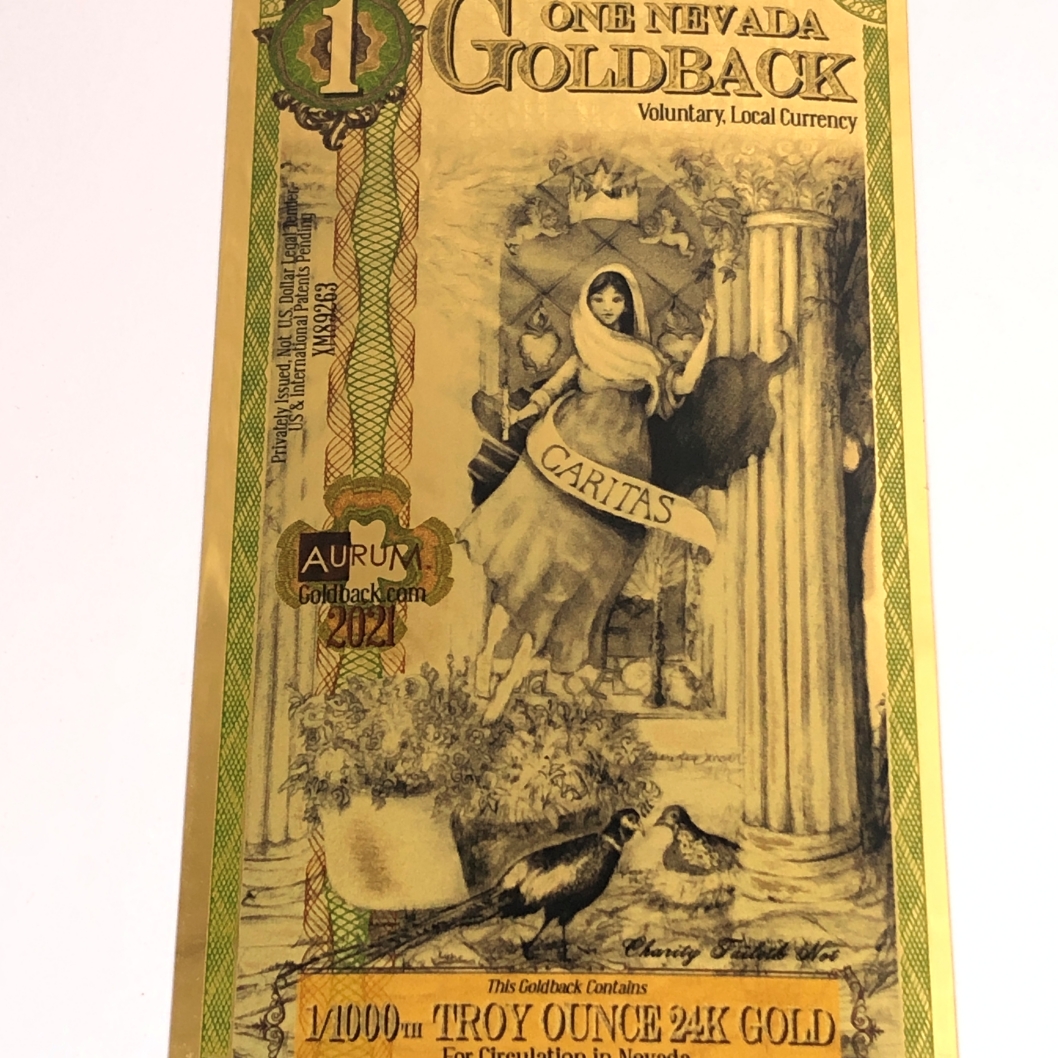 1
ONE NEVADA
GOLDBACK
Voluntary, Local Currency
Privately Issued, Not U.S. Dollar Legal Tender.
US & International Patents Pending
XM89263
CARITAS
AURUM.
Goldback.com
2021
Charity Faileth Not
This Goldback Contains
1/1000TH TROY OUNCE 24K GOLD
For Circulation in Nevada